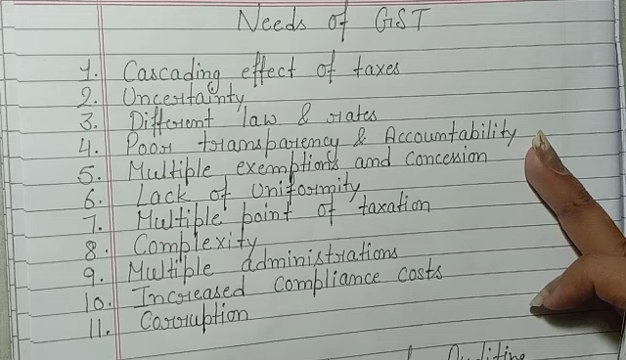 Needs of GST
1. Cascading effect of taxes
2. Uncertainty
3. Different law & rates
4. Poor transparency & Accountability
5. Multiple exemptions and concession
6. Lack of Uniformity
7. Multiple point of taxation
8. Complexity
9. Multiple administrations
10. Increased compliance costs
11. Corruption
Auditing